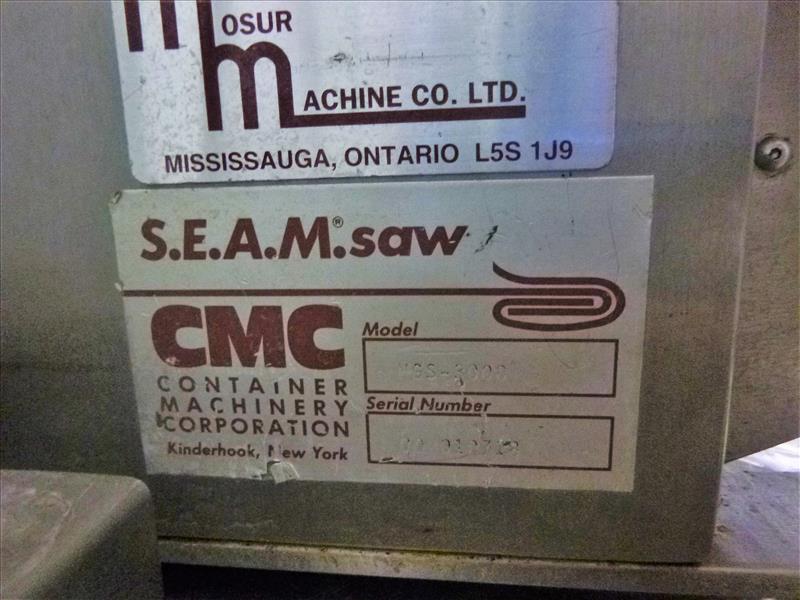 OSUR
ACHINE CO. LTD.
MISSISSAUGA, ONTARIO L5S 1J9
S.E.A.M.® saw
CMC
CONTAINER
MACHINERY
CORPORATION
Kinderhook, New York
Model
Serial Number